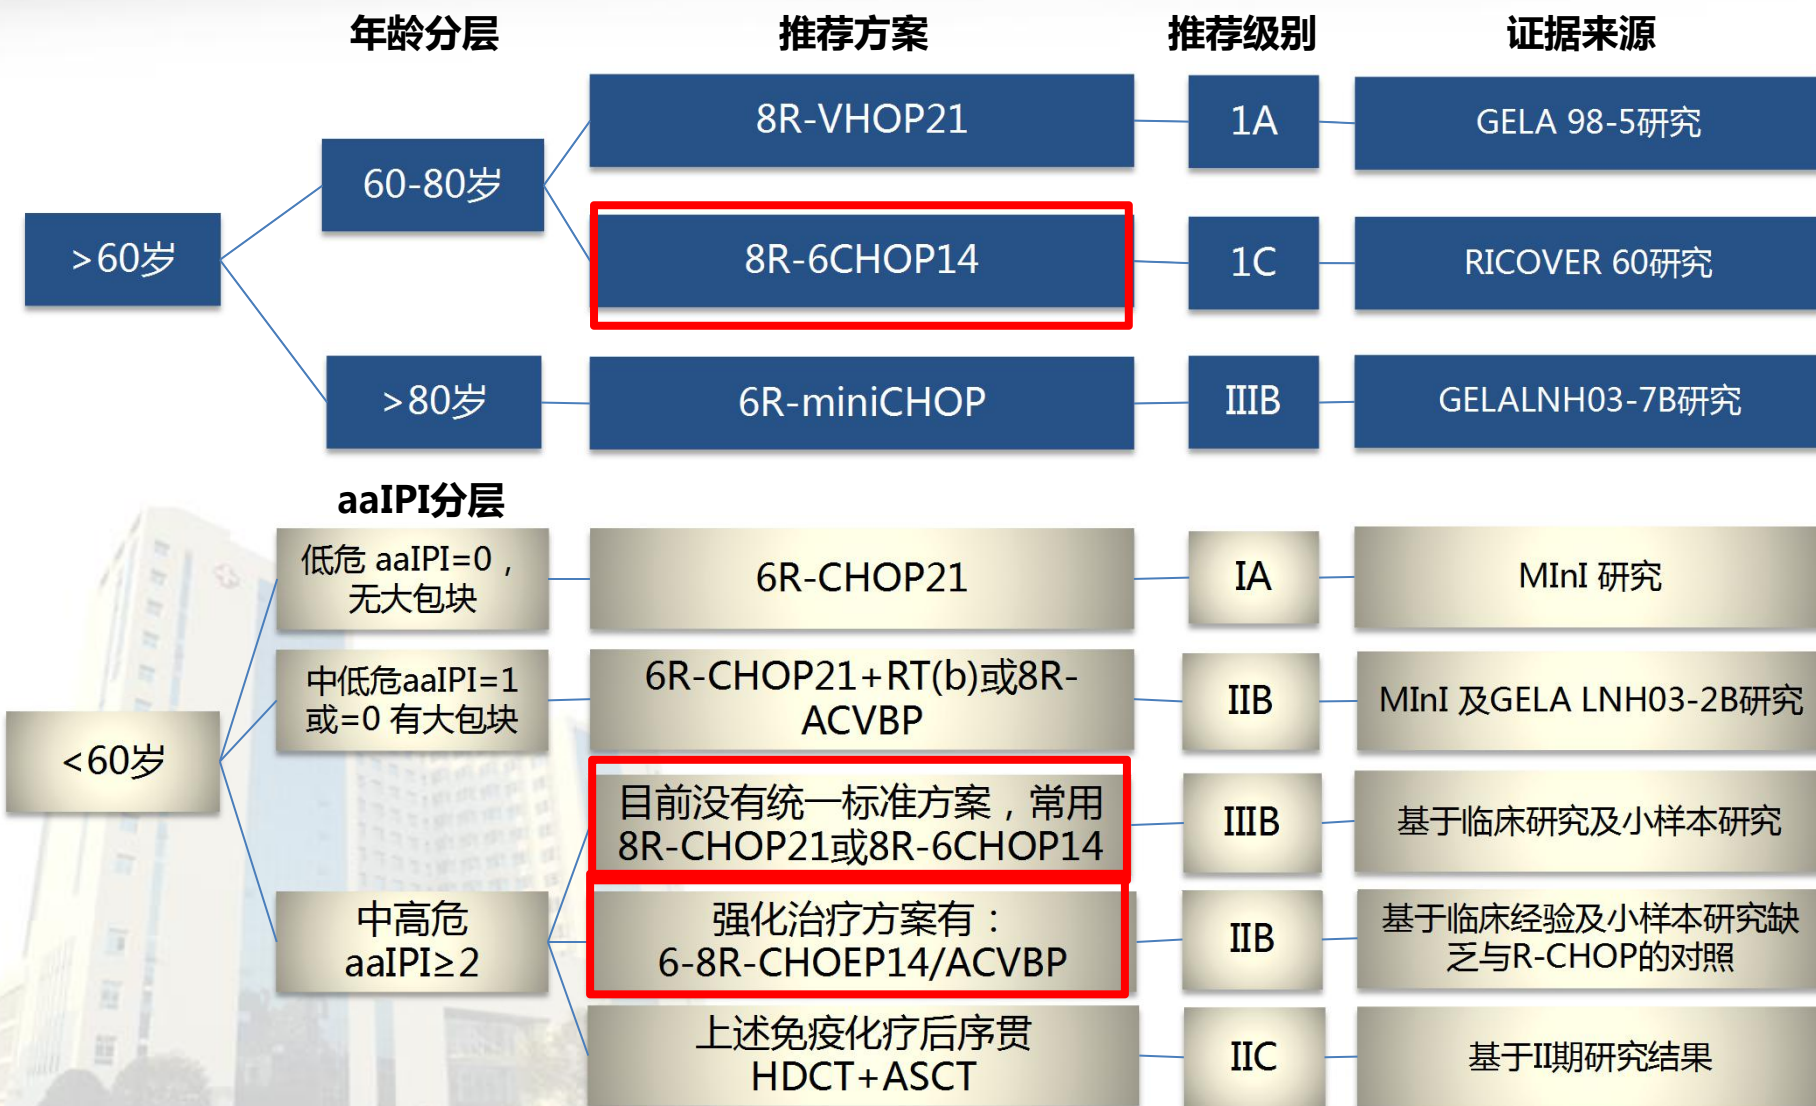 年龄分层
推荐方案
推荐级别
证据来源
>60岁
60-80岁
8R-VHOP21
1A
GELA 98-5研究
8R-6CHOP14
1C
RICOVER 60研究
>80岁
6R-miniCHOP
IIIB
GELALNH03-7B研究
aaIPI分层
<60岁
低危 aaIPI=0，
无大包块
6R-CHOP21
IA
MInI 研究
中低危aaIPI=1
或=0 有大包块
6R-CHOP21+RT(b)或8R-
ACVBP
IIB
MInI 及GELA LNH03-2B研究
中高危
aaIPI≥2
目前没有统一标准方案，常用
8R-CHOP21或8R-6CHOP14
IIIB
基于临床研究及小样本研究
强化治疗方案有：
6-8R-CHOEP14/ACVBP
IIB
基于临床经验及小样本研究缺
乏与R-CHOP的对照
上述免疫化疗后序贯
HDCT+ASCT
IIC
基于II期研究结果